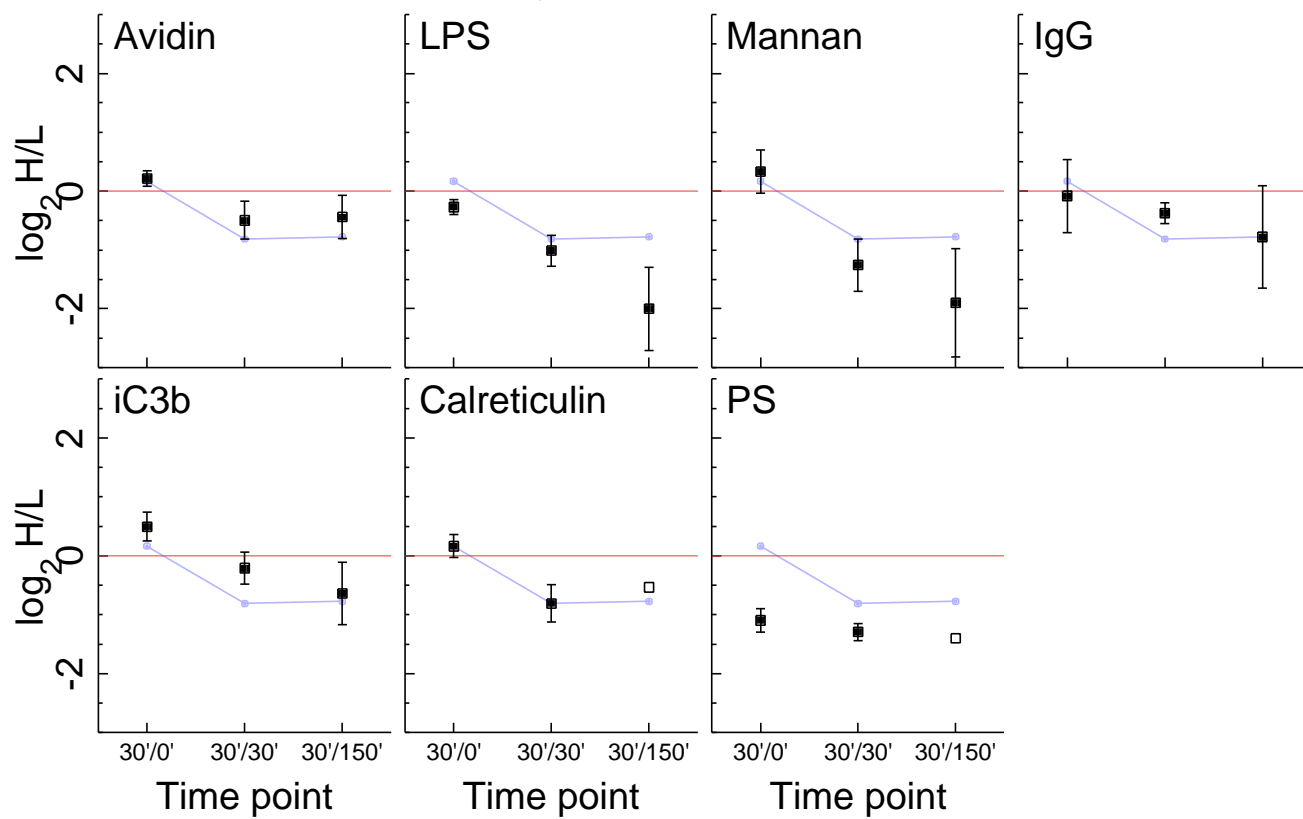 Avidin
LPS
Mannan
IgG
2
0
-2
log2 H/L
iC3b
Calreticulin
PS
2
0
-2
log2 H/L
30'/0' 30'/30' 30'/150'
30'/0' 30'/30' 30'/150'
30'/0' 30'/30' 30'/150'
Time point
Time point
Time point